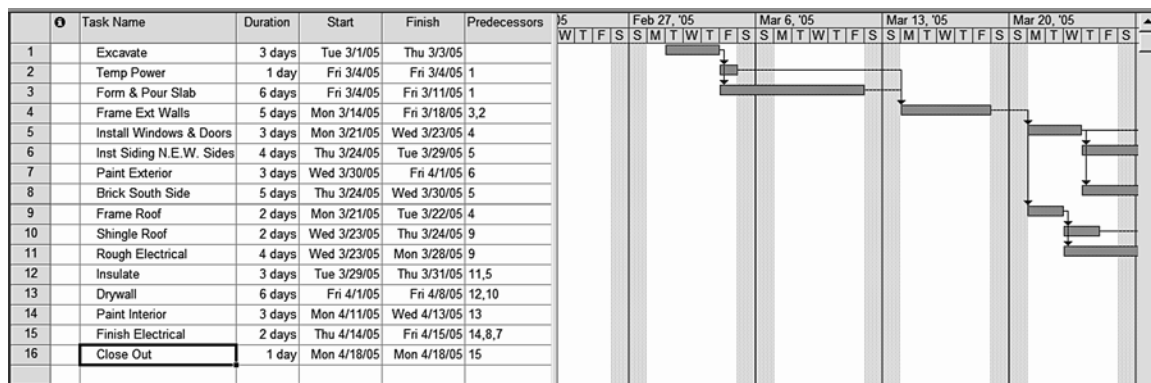 Task Name Duration Start Finish Predecessors
1 Excavate 3 days Tue 3/1/05 Thu 3/3/05
2 Temp Power 1 day Fri 3/4/05 Fri 3/4/05 1
3 Form & Pour Slab 6 days Fri 3/4/05 Fri 3/11/05 1
4 Frame Ext Walls 5 days Mon 3/14/05 Fri 3/18/05 3,2
5 Install Windows & Doors 3 days Mon 3/21/05 Wed 3/23/05 4
6 Inst Siding N.E.W. Sides 4 days Thu 3/24/05 Tue 3/29/05 5
7 Paint Exterior 3 days Wed 3/30/05 Fri 4/1/05 6
8 Brick South Side 5 days Thu 3/24/05 Wed 3/30/05 5
9 Frame Roof 2 days Mon 3/21/05 Tue 3/22/05 4
10 Shingle Roof 2 days Wed 3/23/05 Thu 3/24/05 9
11 Rough Electrical 4 days Wed 3/23/05 Mon 3/28/05 9
12 Insulate 3 days Tue 3/29/05 Thu 3/31/05 11,5
13 Drywall 6 days Fri 4/1/05 Fri 4/8/05 12,10
14 Paint Interior 3 days Mon 4/11/05 Wed 4/13/05 13
15 Finish Electrical 2 days Thu 4/14/05 Fri 4/15/05 14,8,7
16 Close Out 1 day Mon 4/18/05 Mon 4/18/05 15
Feb 27, '05 Mar 6, '05 Mar 13, '05 Mar 20, '05
W T F S S M T W T F S S M T W T F S S M T W T F S S M T W T F S